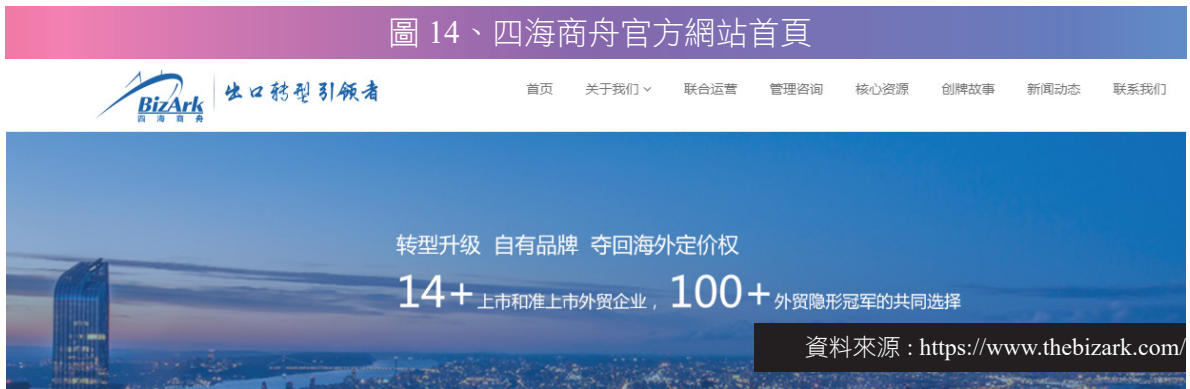 圖 14、四海商舟官方網站首頁
BizArk
四海商舟
出口转型引领者
首页 关于我们 联合运营 管理咨询 核心资源 创牌故事 新闻动态 联系我们
转型升级 自有品牌 夺回海外定价权
14+上市和准上市外贸企业，100+外贸隐形冠军的共同选择
資料來源 : https://www.thebizark.com/